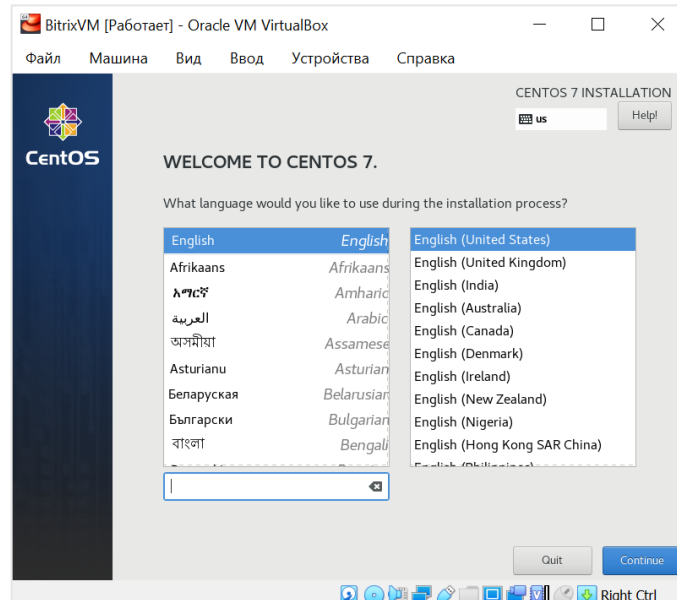 BitrixVM [Работает] - Oracle VM VirtualBox
Файл Машина Вид Ввод Устройства Справка
CENTOS 7 INSTALLATION
us Help!
CentOS
WELCOME TO CENTOS 7.
What language would you like to use during the installation process?
English English
Afrikaans Afrikaans
አማርኛ Amharic
العربية Arabic
অসমীয়া Assamese
Asturianu Asturian
Беларуская Belarusian
Български Bulgarian
বাংলা Bengali
English (United States)
English (United Kingdom)
English (India)
English (Australia)
English (Canada)
English (Denmark)
English (Ireland)
English (New Zealand)
English (Nigeria)
English (Hong Kong SAR China)
English (Philippines)
Quit Continue
Right Ctrl